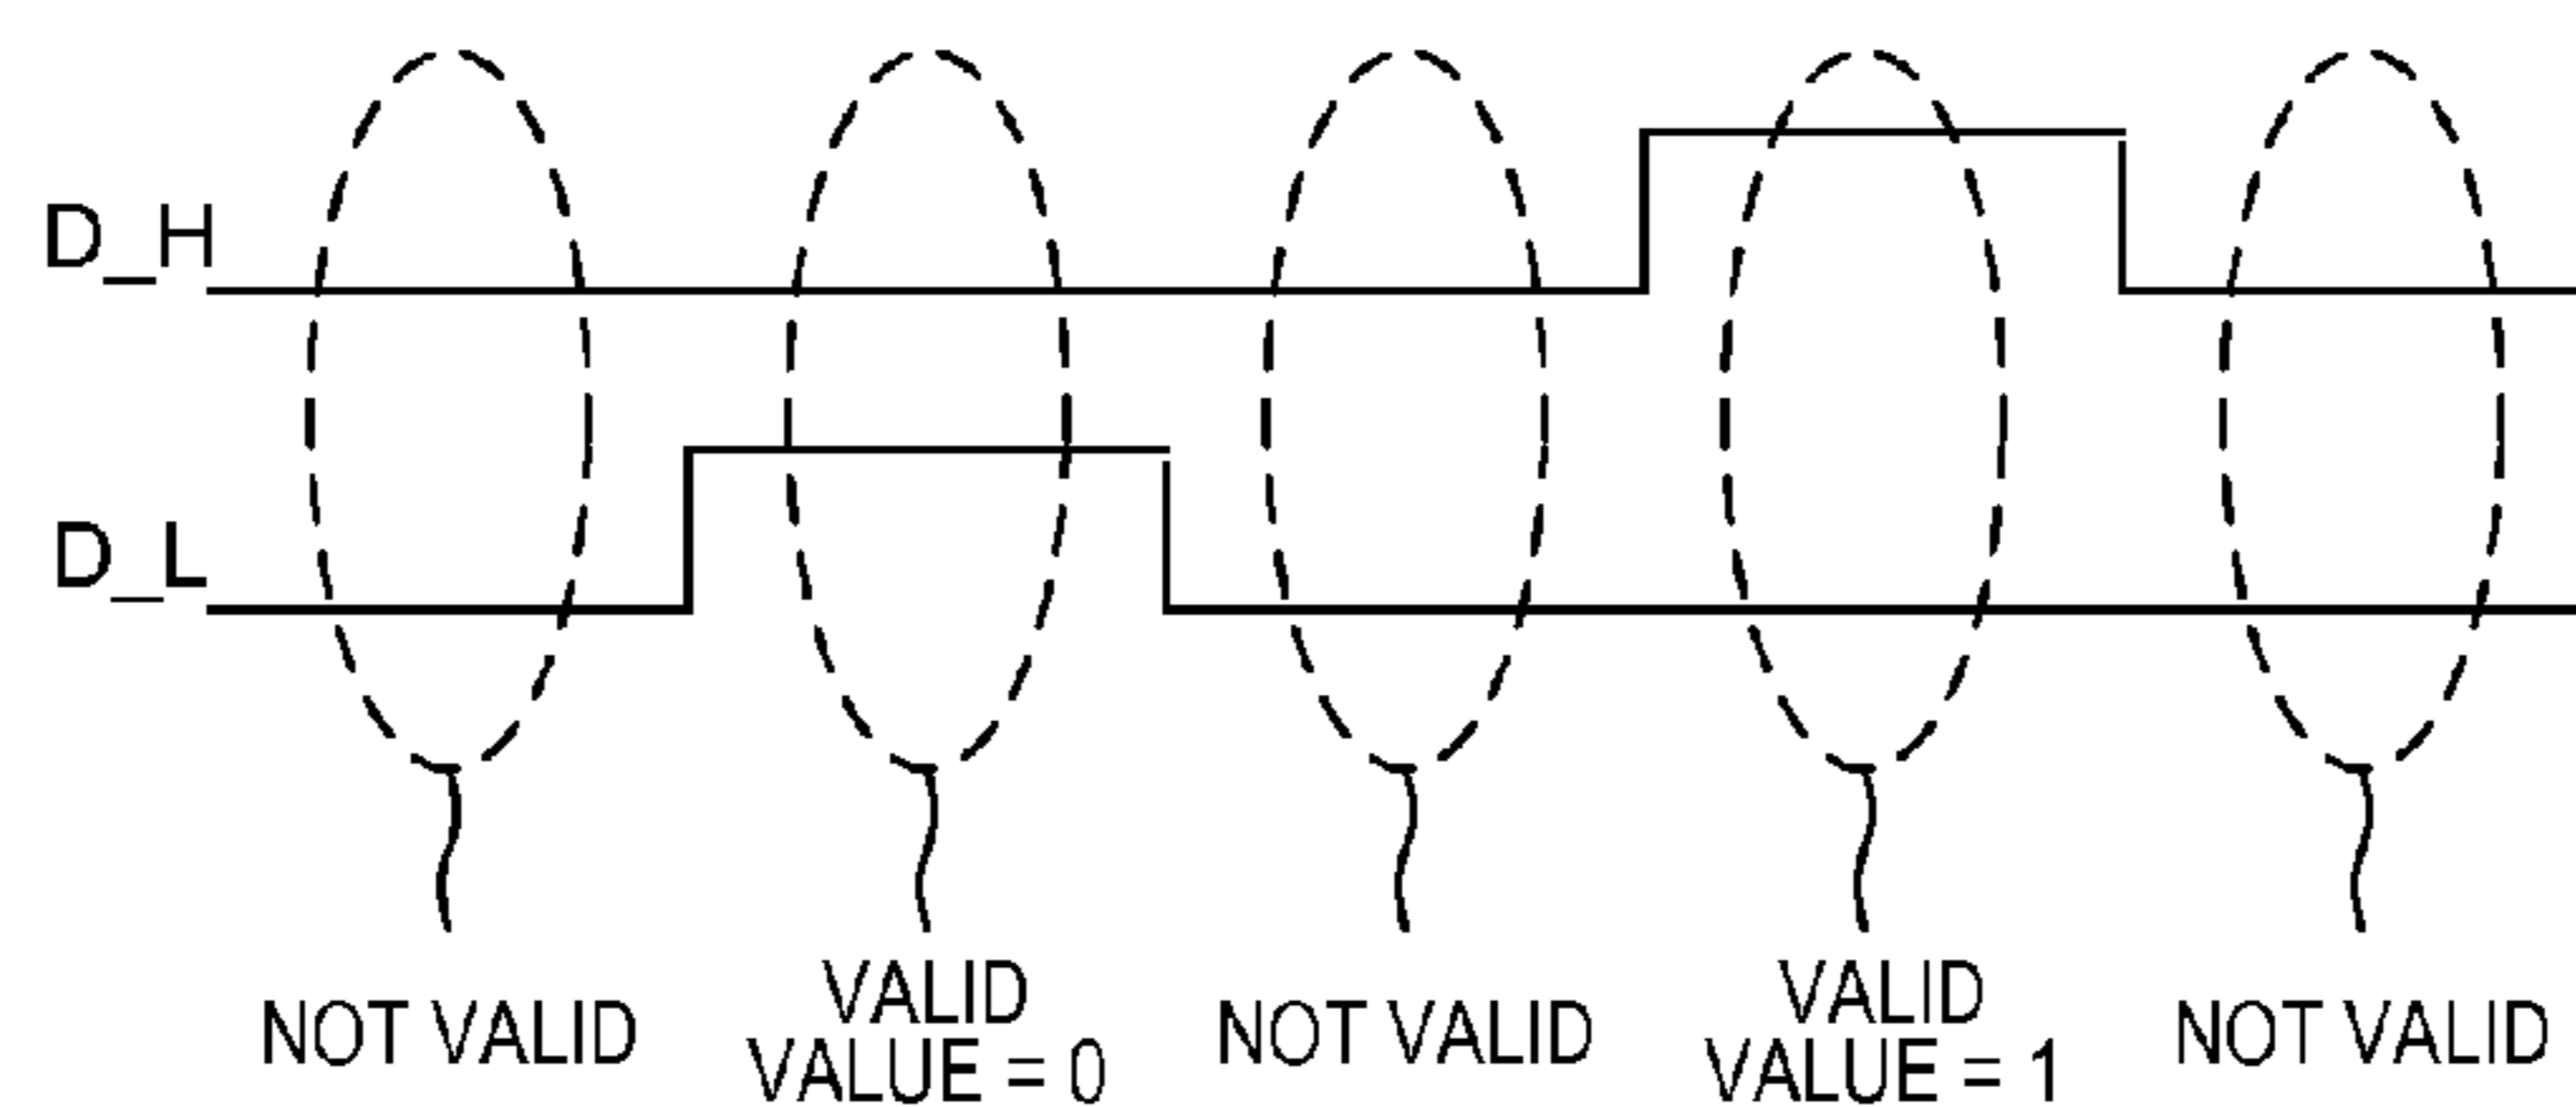 D_H
D_L
NOT VALID
VALID
VALUE = 0
NOT VALID
VALID
VALUE = 1
NOT VALID